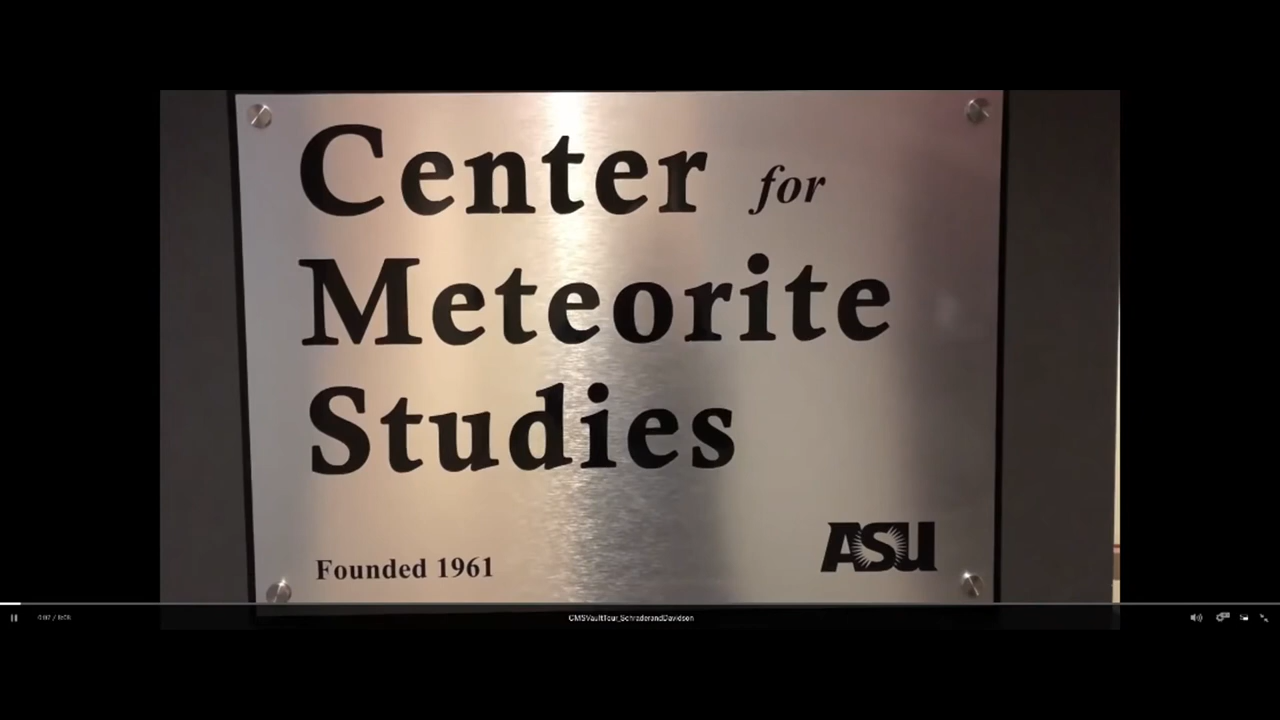 Center for
Meteorite
Studies
ASU
Founded 1961
CMSVaultTour_SchraderandDavidson